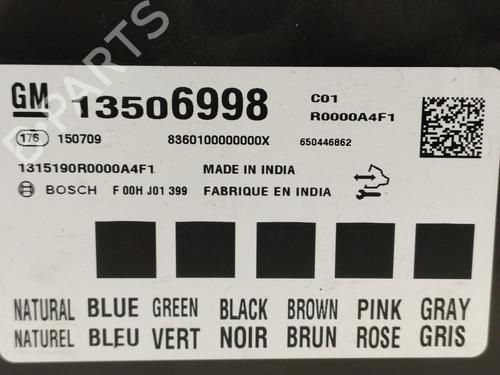 GM 13506998 C01
R0000A4F1
176 150709 8360100000000X 650446862
1315190R0000A4F1 MADE IN INDIA
BOSCH F 00H J01 399 FABRIQUE EN INDIA
NATURAL BLUE GREEN BLACK BROWN PINK GRAY
NATUREL BLEU VERT NOIR BRUN ROSE GRIS